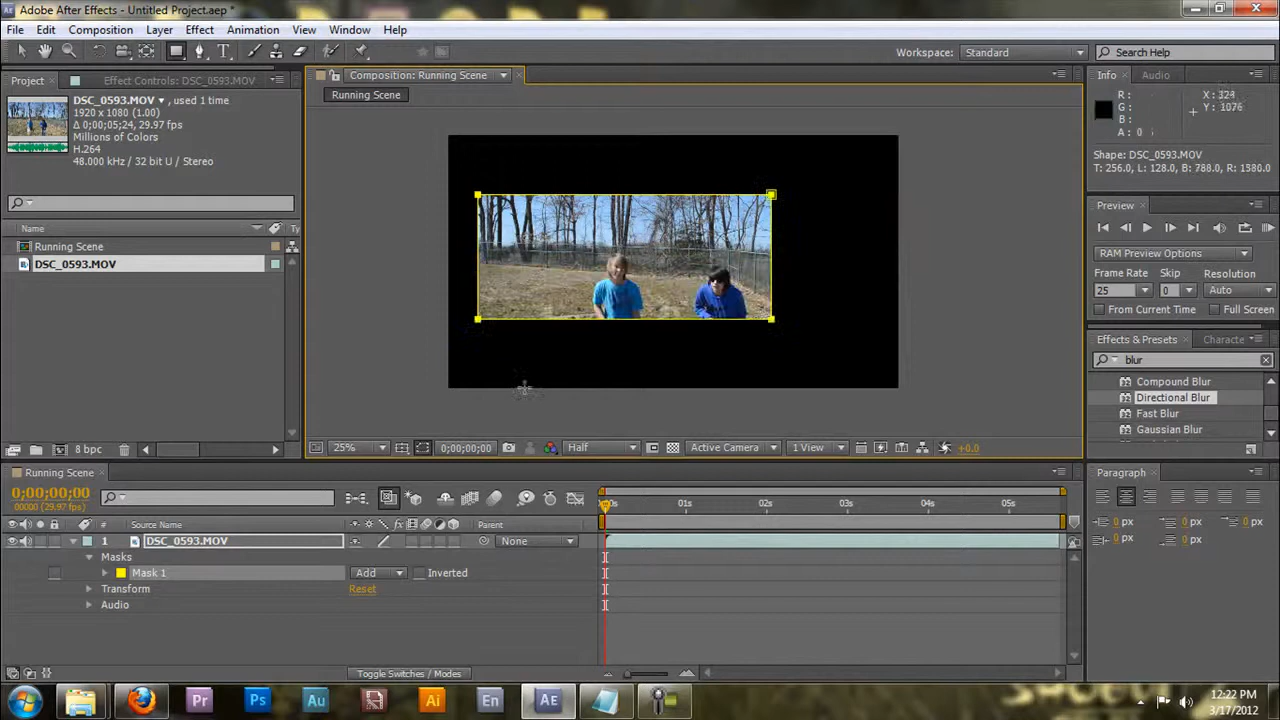 Adobe After Effects - Untitled Project.aep *
File Edit Composition Layer Effect Animation View Window Help
Workspace: Standard Search Help
Project Effect Controls: DSC_0593.MOV
Composition: Running Scene
Info Audio
DSC_0593.MOV ▼, used 1 time
1920 x 1080 (1.00)
Δ 0;00;05;24, 29.97 fps
Millions of Colors
H.264
48.000 kHz / 32 bit U / Stereo
Running Scene
R :
G :
B :
A : 0
X : 324
Y : 1076
Shape: DSC_0593.MOV
T: 256.0, L: 128.0, B: 788.0, R: 1380.0
Preview
RAM Preview Options
Frame Rate Skip Resolution
25 0 Auto
From Current Time Full Screen
Effects & Presets Characte
blur
Compound Blur
Directional Blur
Fast Blur
Gaussian Blur
Name Ty
Running Scene
DSC_0593.MOV
8 bpc
25% 0;00;00;00 Half Active Camera 1 View +0.0
Running Scene
0;00;00;00
00000 (29.97 fps)
01s 02s 03s 04s 05s
# Source Name Parent
1 DSC_0593.MOV None
Masks
Mask 1 Add Inverted
Transform Reset
Audio
Toggle Switches / Modes
Paragraph
0 px 0 px 0 px
0 px 0 px
Pr Ps Au Ai En AE
12:22 PM
3/17/2012